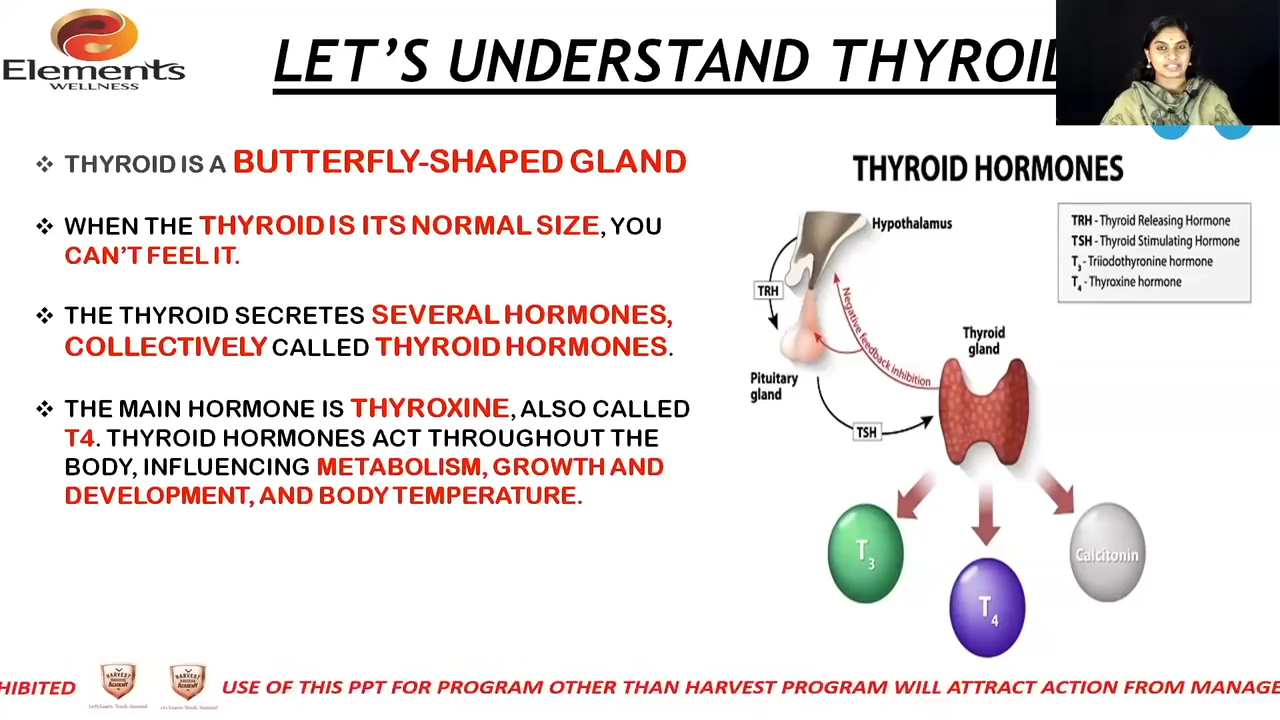 Elements
WELLNESS
LET’S UNDERSTAND THYROID
❖ THYROID IS A BUTTERFLY-SHAPED GLAND
❖ WHEN THE THYROID IS ITS NORMAL SIZE, YOU
CAN’T FEEL IT.
❖ THE THYROID SECRETES SEVERAL HORMONES,
COLLECTIVELY CALLED THYROID HORMONES.
❖ THE MAIN HORMONE IS THYROXINE, ALSO CALLED
T4. THYROID HORMONES ACT THROUGHOUT THE
BODY, INFLUENCING METABOLISM, GROWTH AND
DEVELOPMENT, AND BODY TEMPERATURE.
THYROID HORMONES
Hypothalamus
TRH - Thyroid Releasing Hormone
TSH - Thyroid Stimulating Hormone
T3 - Triiodothyronine hormone
T4 - Thyroxine hormone
TRH
Negative feedback inhibition
Thyroid
gland
Pituitary
gland
TSH
T3
T4
Calcitonin
HIBITED
HARVEST
ACADEMY
HARVEST
ACADEMY
USE OF THIS PPT FOR PROGRAM OTHER THAN HARVEST PROGRAM WILL ATTRACT ACTION FROM MANAGE